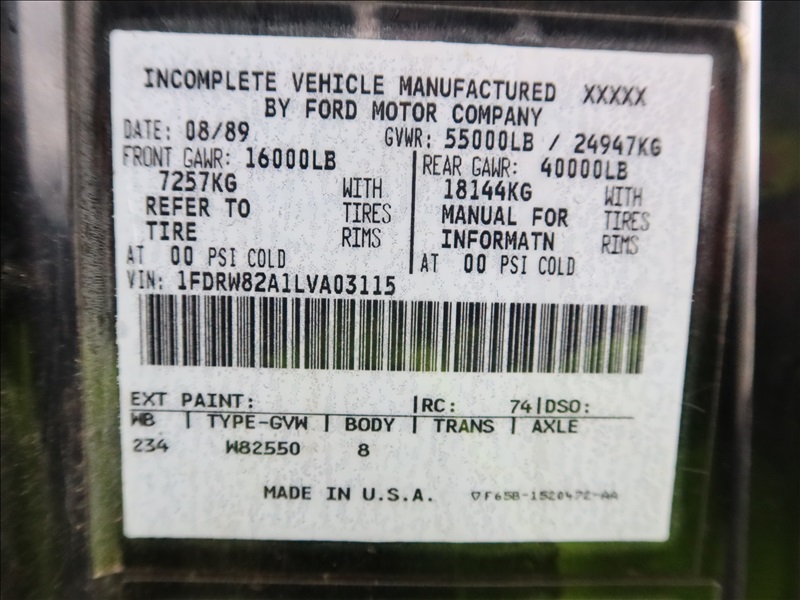 INCOMPLETE VEHICLE MANUFACTURED XXXXX
BY FORD MOTOR COMPANY
DATE: 08/89 GVWR: 55000LB / 24947KG
FRONT GAWR: 16000LB REAR GAWR: 40000LB
7257KG WITH 18144KG WITH
REFER TO TIRES MANUAL FOR TIRES
TIRE RIMS INFORMATN RIMS
AT 00 PSI COLD AT 00 PSI COLD
VIN: 1FDRW82A1LVA03115
EXT PAINT: RC: 74 DSO:
WB TYPE-GVW BODY TRANS AXLE
234 W82550 8
MADE IN U.S.A. F65B-1520472-AA